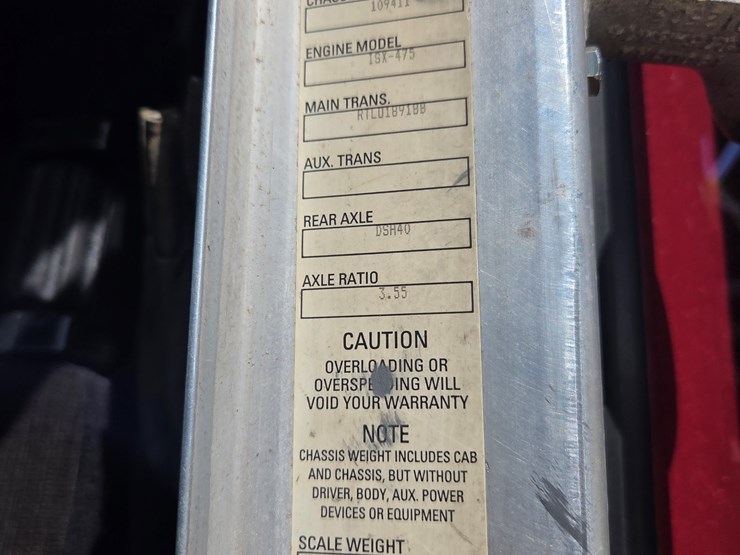 109411
ENGINE MODEL
ISX-475
MAIN TRANS.
RTLO18918B
AUX. TRANS
REAR AXLE
DSH40
AXLE RATIO
3.55
CAUTION
OVERLOADING OR
OVERSPEEDING WILL
VOID YOUR WARRANTY
NOTE
CHASSIS WEIGHT INCLUDES CAB
AND CHASSIS, BUT WITHOUT
DRIVER, BODY, AUX. POWER
DEVICES OR EQUIPMENT
SCALE WEIGHT